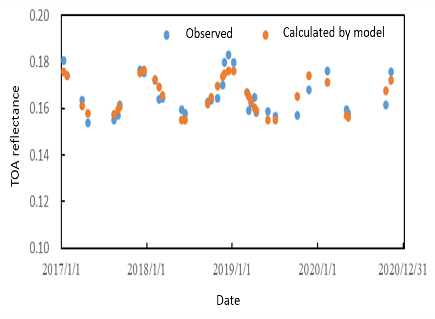 0.20
Observed
Calculated by model
0.18
0.16
0.14
0.12
0.10
TOA reflectance
2017/1/1
2018/1/1
2019/1/1
2020/1/1
2020/12/31
Date